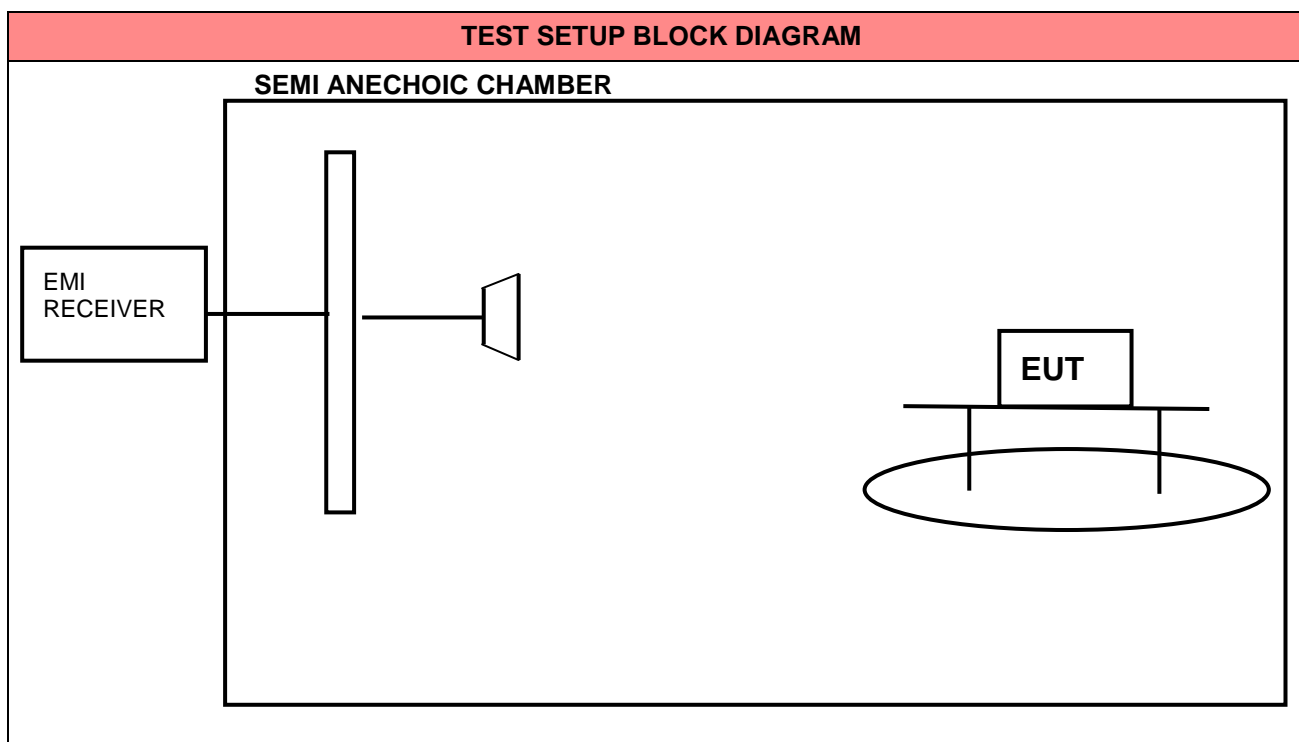 TEST SETUP BLOCK DIAGRAM
SEMI ANECHOIC CHAMBER
EMI
RECEIVER
EUT